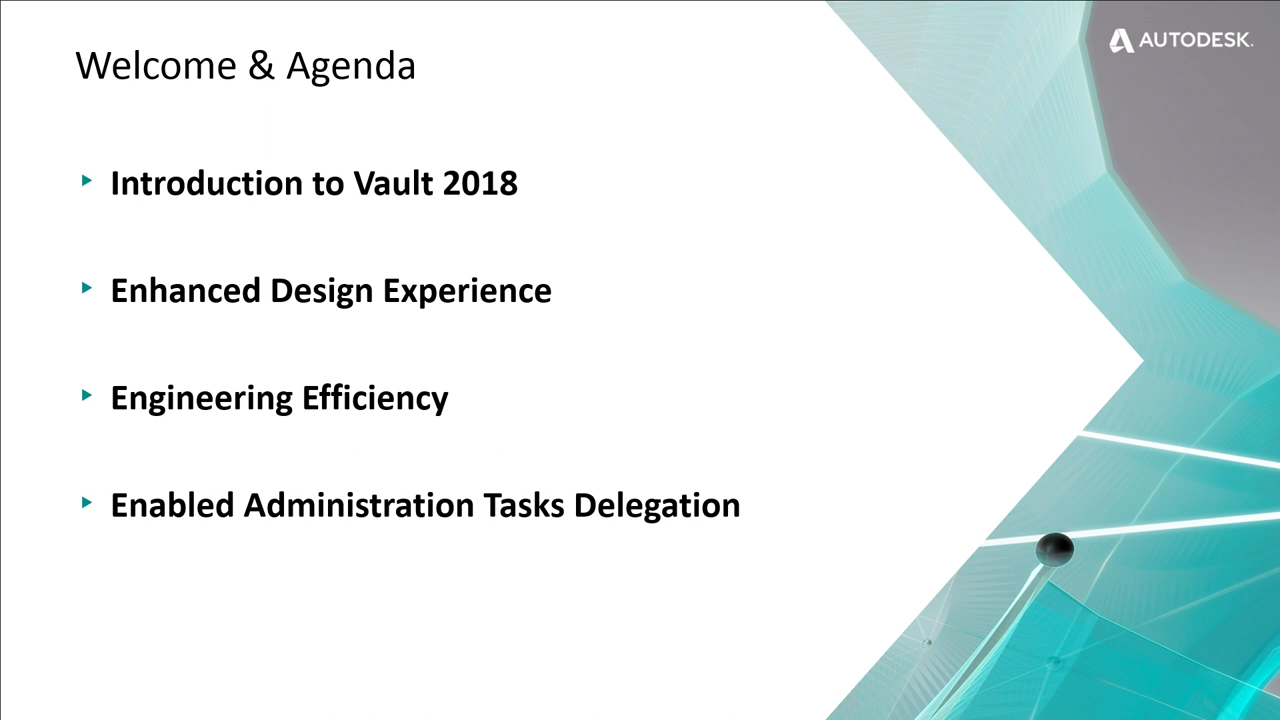 Welcome & Agenda
AUTODESK.
Introduction to Vault 2018
Enhanced Design Experience
Engineering Efficiency
Enabled Administration Tasks Delegation